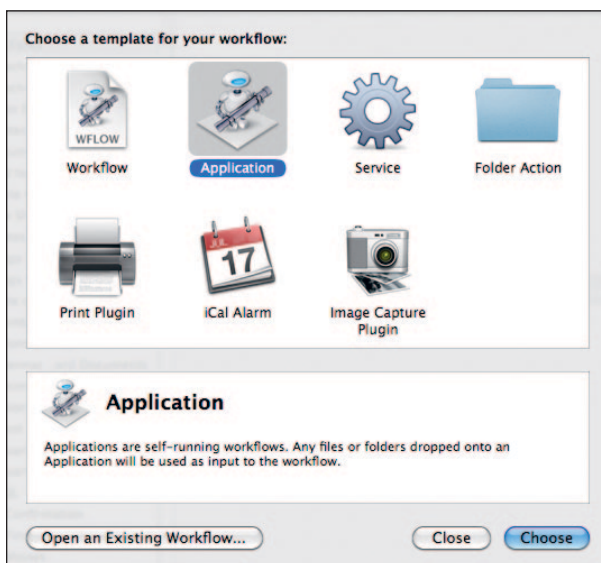 Choose a template for your workflow:
WFLOW
Workflow
Application
Service
Folder Action
JUL
17
Print Plugin
iCal Alarm
Image Capture
Plugin
Application
Applications are self-running workflows. Any files or folders dropped onto an
Application will be used as input to the workflow.
Open an Existing Workflow...
Close
Choose